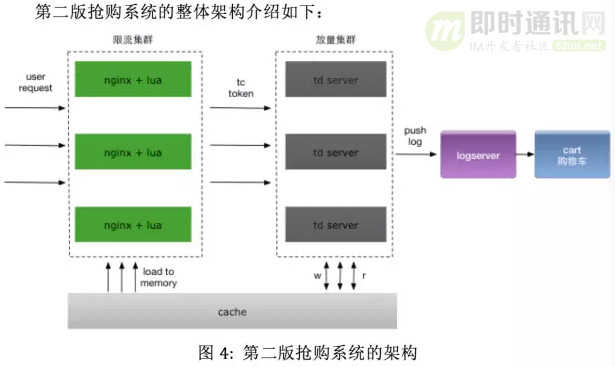 第二版抢购系统的整体架构介绍如下：
即时通讯网
IM开发者社区 52im.net
限流集群
放量集群
user
request
nginx + lua
nginx + lua
nginx + lua
tc
token
td server
td server
td server
push
log
logserver
cart
购物车
load to
memory
w
r
cache
图 4: 第二版抢购系统的架构